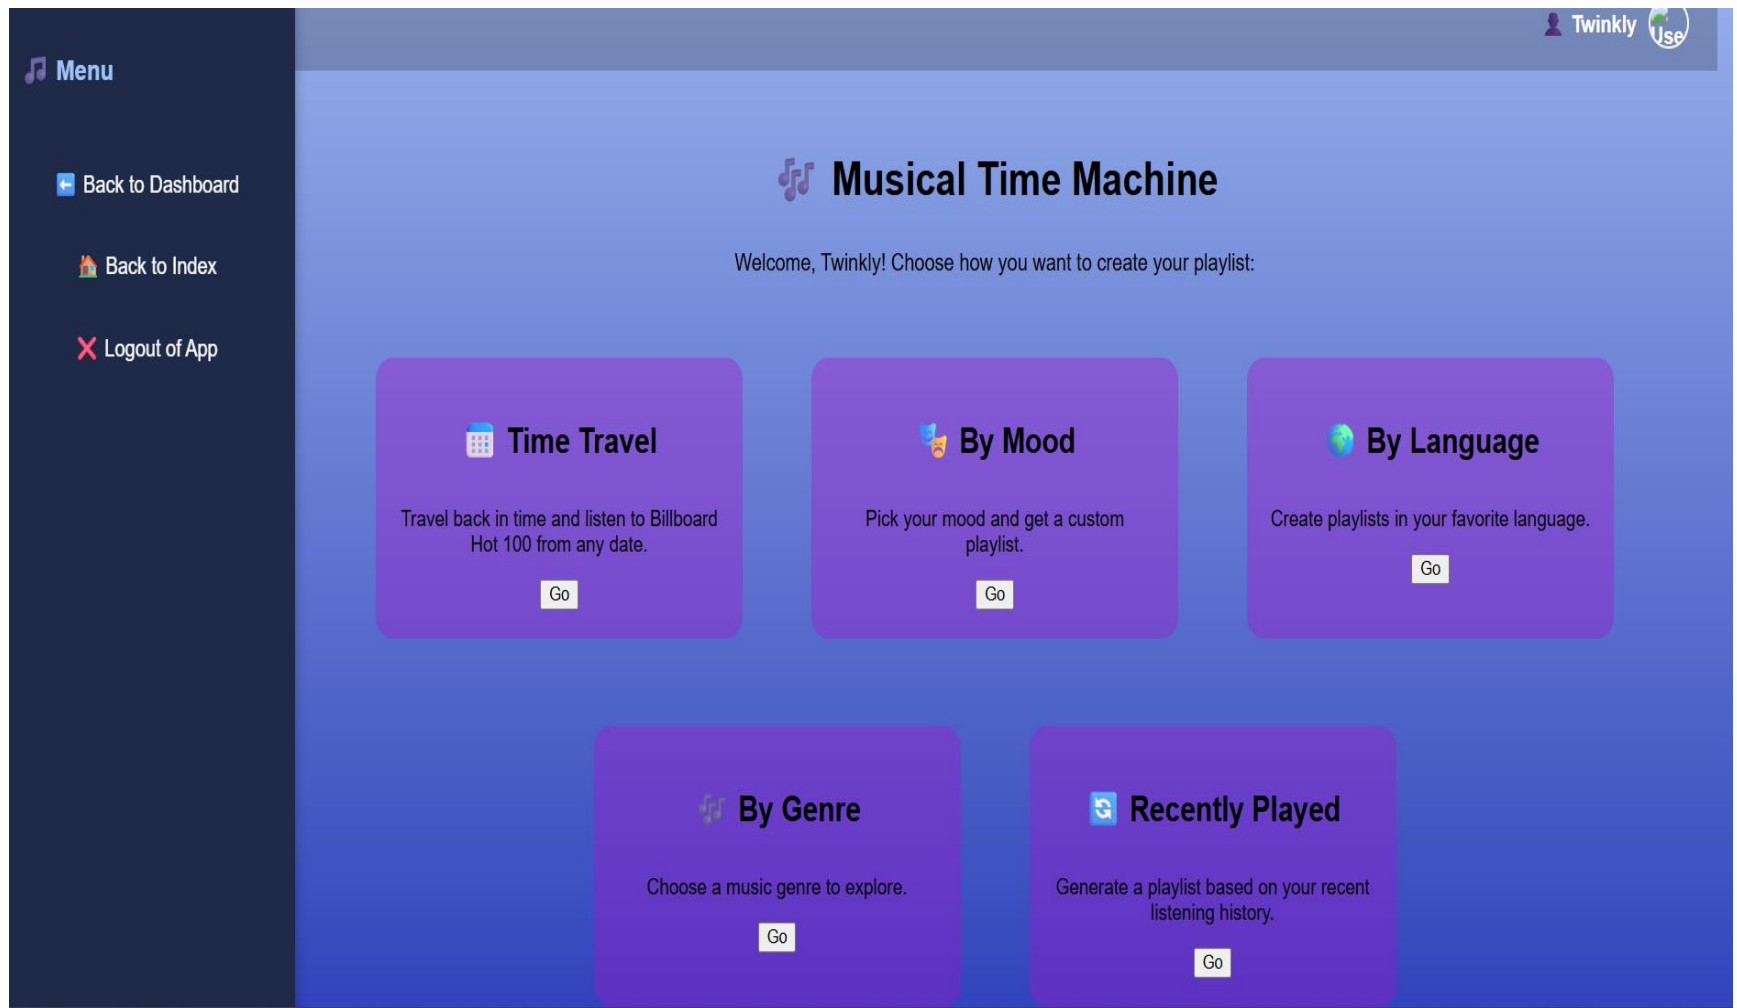 Twinkly
Use
Menu
Back to Dashboard
Back to Index
Logout of App
Musical Time Machine
Welcome, Twinkly! Choose how you want to create your playlist:
Time Travel
Travel back in time and listen to Billboard
Hot 100 from any date.
Go
By Mood
Pick your mood and get a custom
playlist.
Go
By Language
Create playlists in your favorite language.
Go
By Genre
Choose a music genre to explore.
Go
Recently Played
Generate a playlist based on your recent
listening history.
Go